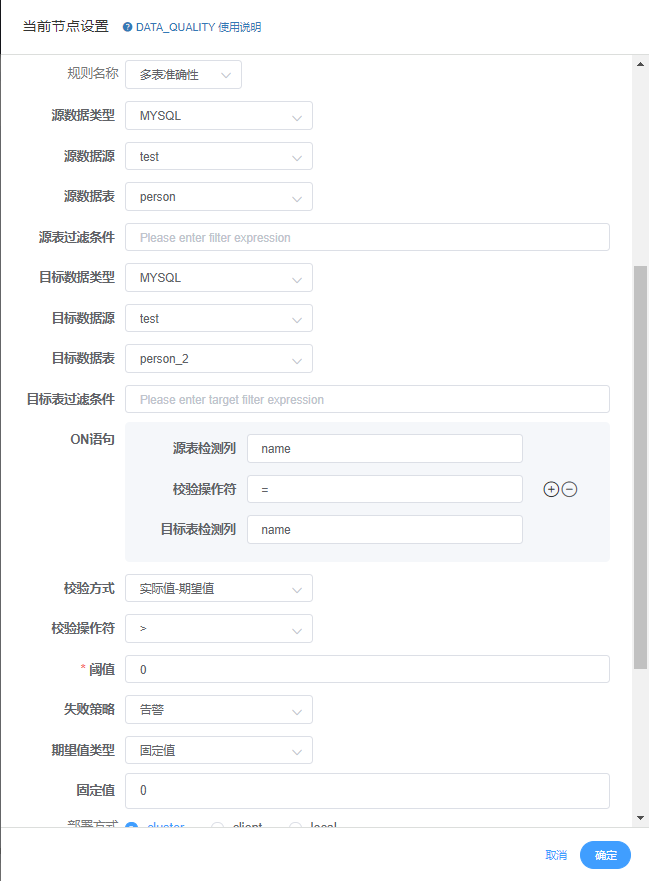 当前节点设置 ? DATA_QUALITY 使用说明
规则名称 多表准确性
源数据类型 MYSQL
源数据源 test
源数据表 person
源表过滤条件 Please enter filter expression
目标数据类型 MYSQL
目标数据源 test
目标数据表 person_2
目标表过滤条件 Please enter target filter expression
ON语句
源表检测列 name
校验操作符 =
目标表检测列 name
校验方式 实际值-期望值
校验操作符 >
* 阈值 0
失败策略 告警
期望值类型 固定值
固定值 0
部署方式 cluster client local
取消 确定